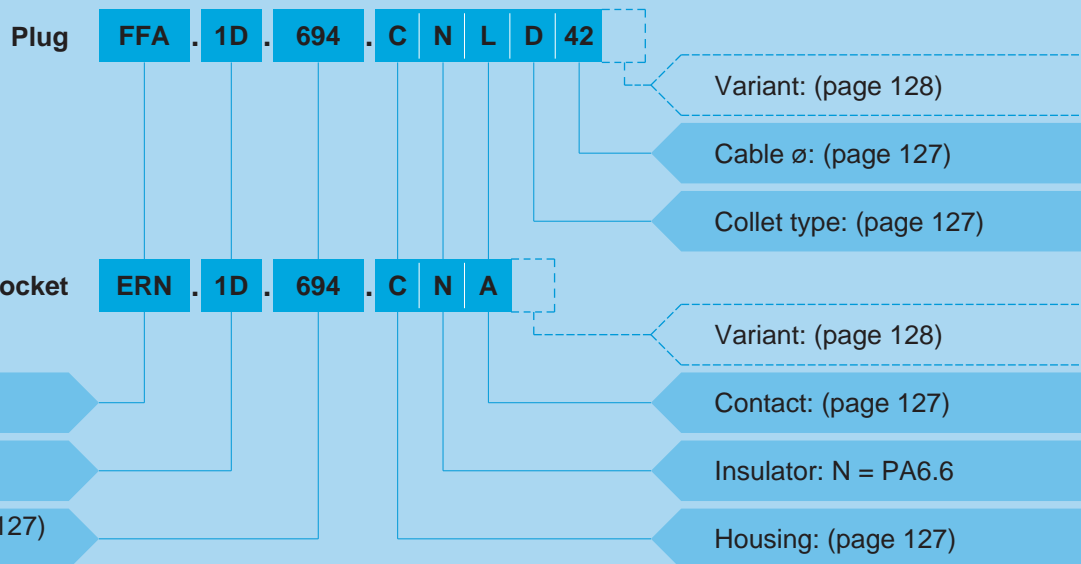 Plug FFA . 1D . 694 . C N L D 42
Variant: (page 128)
Cable ø: (page 127)
Collet type: (page 127)
ocket ERN . 1D . 694 . C N A
Variant: (page 128)
Contact: (page 127)
Insulator: N = PA6.6
127)
Housing: (page 127)